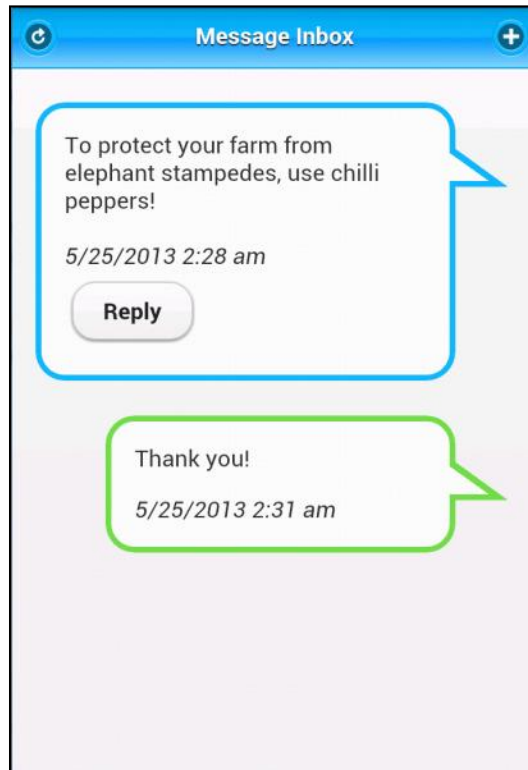 Message Inbox
To protect your farm from
elephant stampedes, use chilli
peppers!
5/25/2013 2:28 am
Reply
Thank you!
5/25/2013 2:31 am